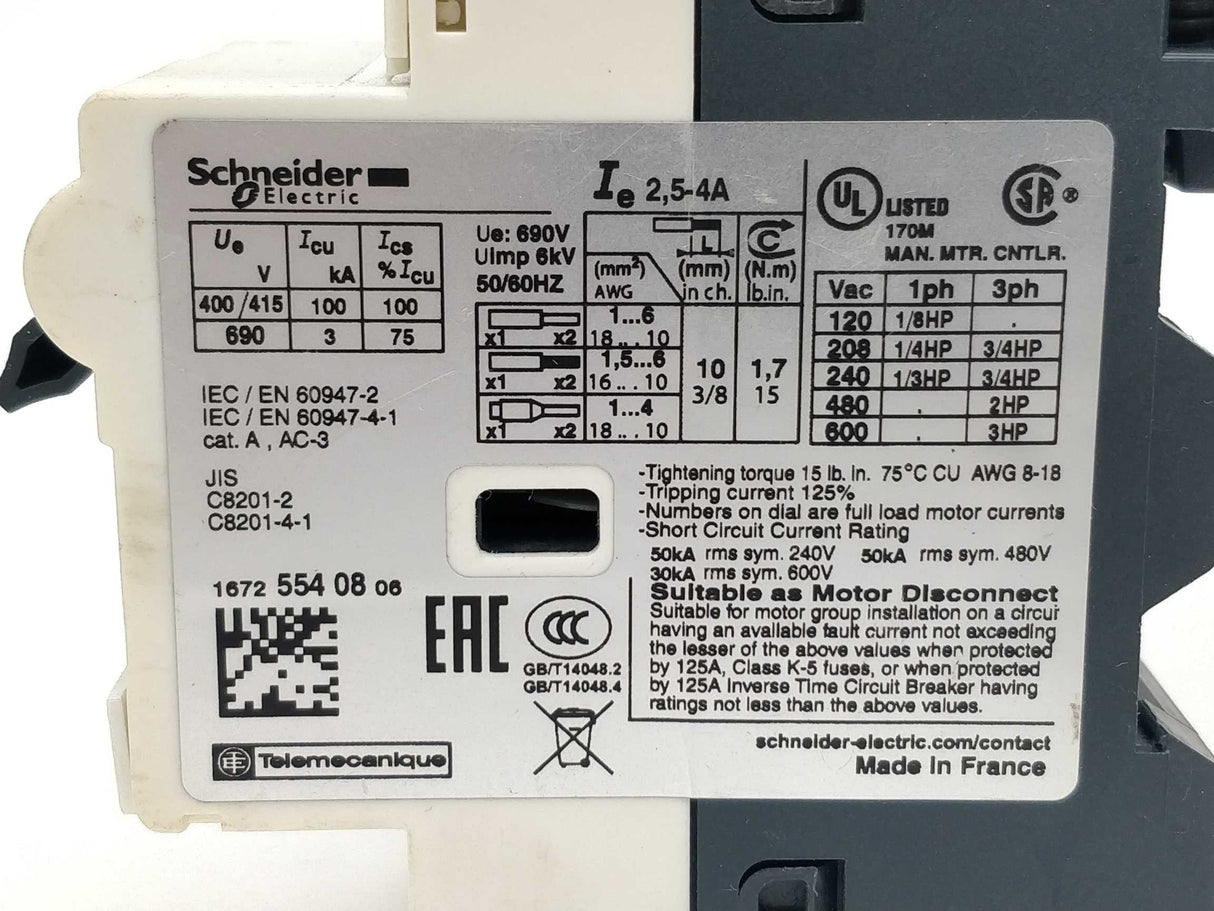 Schneider
Electric
Ie 2,5-4A
Ue Icu Ics
V kA % Icu
400/415 100 100
690 3 75
Ue: 690V
Uimp 6kV
50/60HZ
L C
(mm²) (mm) (N.m)
AWG in ch. lb.in.
1...6
x1 x2 18... 10
1,5...6 10 1,7
x1 x2 16... 10 3/8 15
1...4
x1 x2 18... 10
UL LISTED SA ®
170M
MAN. MTR. CNTLR.
Vac 1ph 3ph
120 1/8HP .
208 1/4HP 3/4HP
240 1/3HP 3/4HP
480 . 2HP
600 . 3HP
IEC / EN 60947-2
IEC / EN 60947-4-1
cat. A , AC-3
JIS
C8201-2
C8201-4-1
-Tightening torque 15 lb. in. 75°C CU AWG 8-18
-Tripping current 125%
-Numbers on dial are full load motor currents
-Short Circuit Current Rating
50kA rms sym. 240V 50kA rms sym. 480V
30kA rms sym. 600V
Suitable as Motor Disconnect
Suitable for motor group installation on a circui
having an available fault current not exceeding
the lesser of the above values when protected
by 125A, Class K-5 fuses, or when protected
by 125A Inverse Time Circuit Breaker having
ratings not less than the above values.
1672 554 08 06
EAC CCC
GB/T14048.2
GB/T14048.4
Telemecanique
schneider-electric.com/contact
Made in France